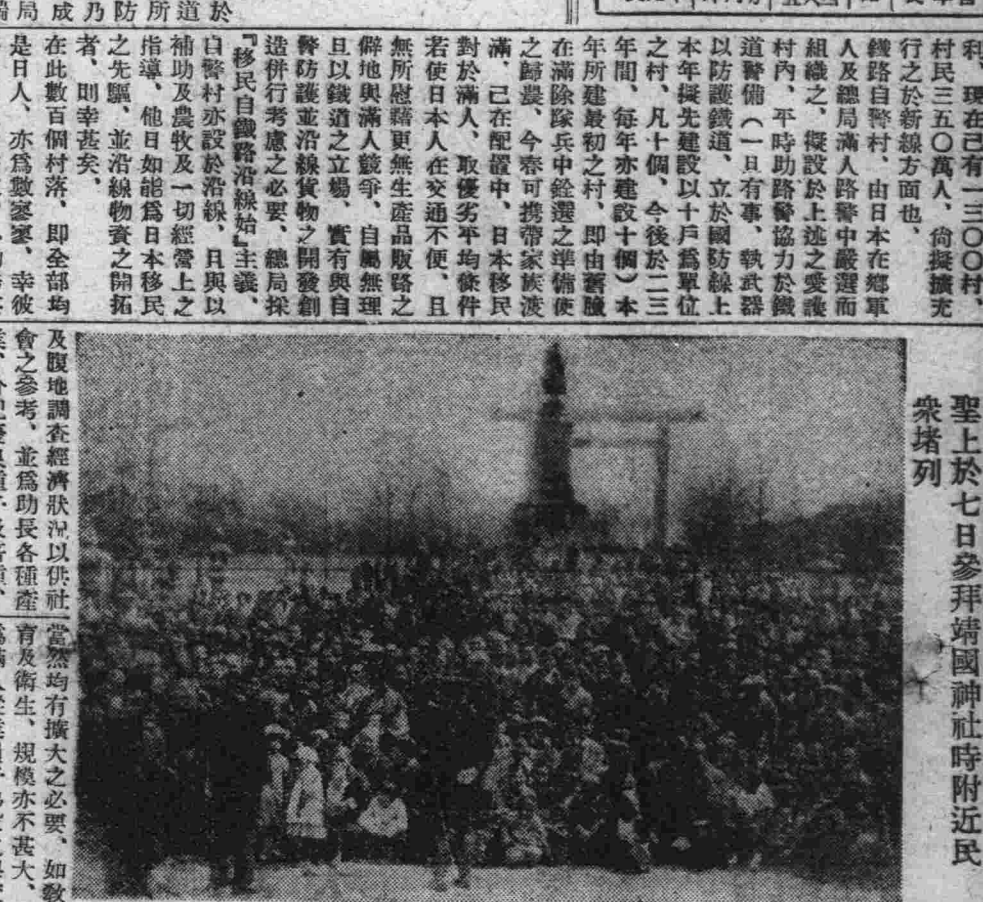 於
道
所
防
乃
成
局
利、現在已有一三〇〇村、
村民三五〇萬人、尙擬擴充
行之於新線方面也、
鐵路自警村、由日本在鄉軍
人及總局滿人路警中嚴選而
組織之、擬設於上述之愛護
村內、平時助路警協力於鐵
道警備（一旦有事、執武器
以防護鐵道、立於國防線上
本年擬先建設以十戶爲單位
之村、凡十個、今後於二三
年間、每年亦建設十個）本
年所建最初之村、即由舊臘
在滿除隊兵中銓選之準備使
之歸農、今春可携帶家族渡
滿、已在配置中、日本移民
對於滿人、取優劣平均條件
若使日本人在交通不便、且
無所慰藉更無生產品販路之
僻地與滿人競爭、自屬無理
且以鐵道之立場、實有與自
警防護並沿線貨物之開發創
造併行考慮之必要、總局採
『移民自鐵路沿線始』主義、
自警村亦設於沿線、且與以
補助及農牧及一切經營上之
指導、他日如能爲日本移民
之先驅、並沿線物資之開拓
者、則幸甚矣、
在此數百個村落、即全部均
是日人、亦爲數寥寥、幸彼
聖上於七日參拜靖國神社時附近民
衆堵列
及腹地調查經濟狀況以供社
會之參考、並爲助長各種產
當然均有擴大之必要、如敎
育及衛生、規模亦不甚大、